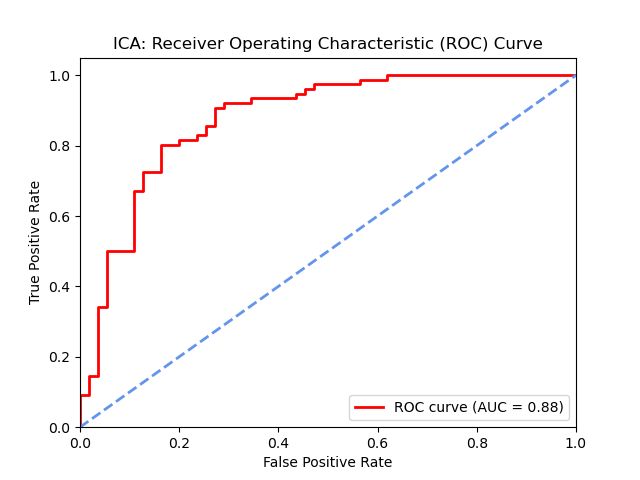 ICA: Receiver Operating Characteristic (ROC) Curve
1.0
0.8
0.6
0.4
0.2
0.0
True Positive Rate
ROC curve (AUC = 0.88)
0.0 0.2 0.4 0.6 0.8 1.0
False Positive Rate